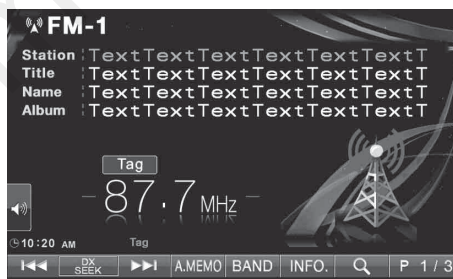 FM-1
Station TextTextTextTextTextTextT
Title TextTextTextTextTextTextT
Name TextTextTextTextTextTextT
Album TextTextTextTextTextTextT
Tag
87.7 MHz
10:20 AM Tag
DX SEEK A.MEMO BAND INFO. P 1/3